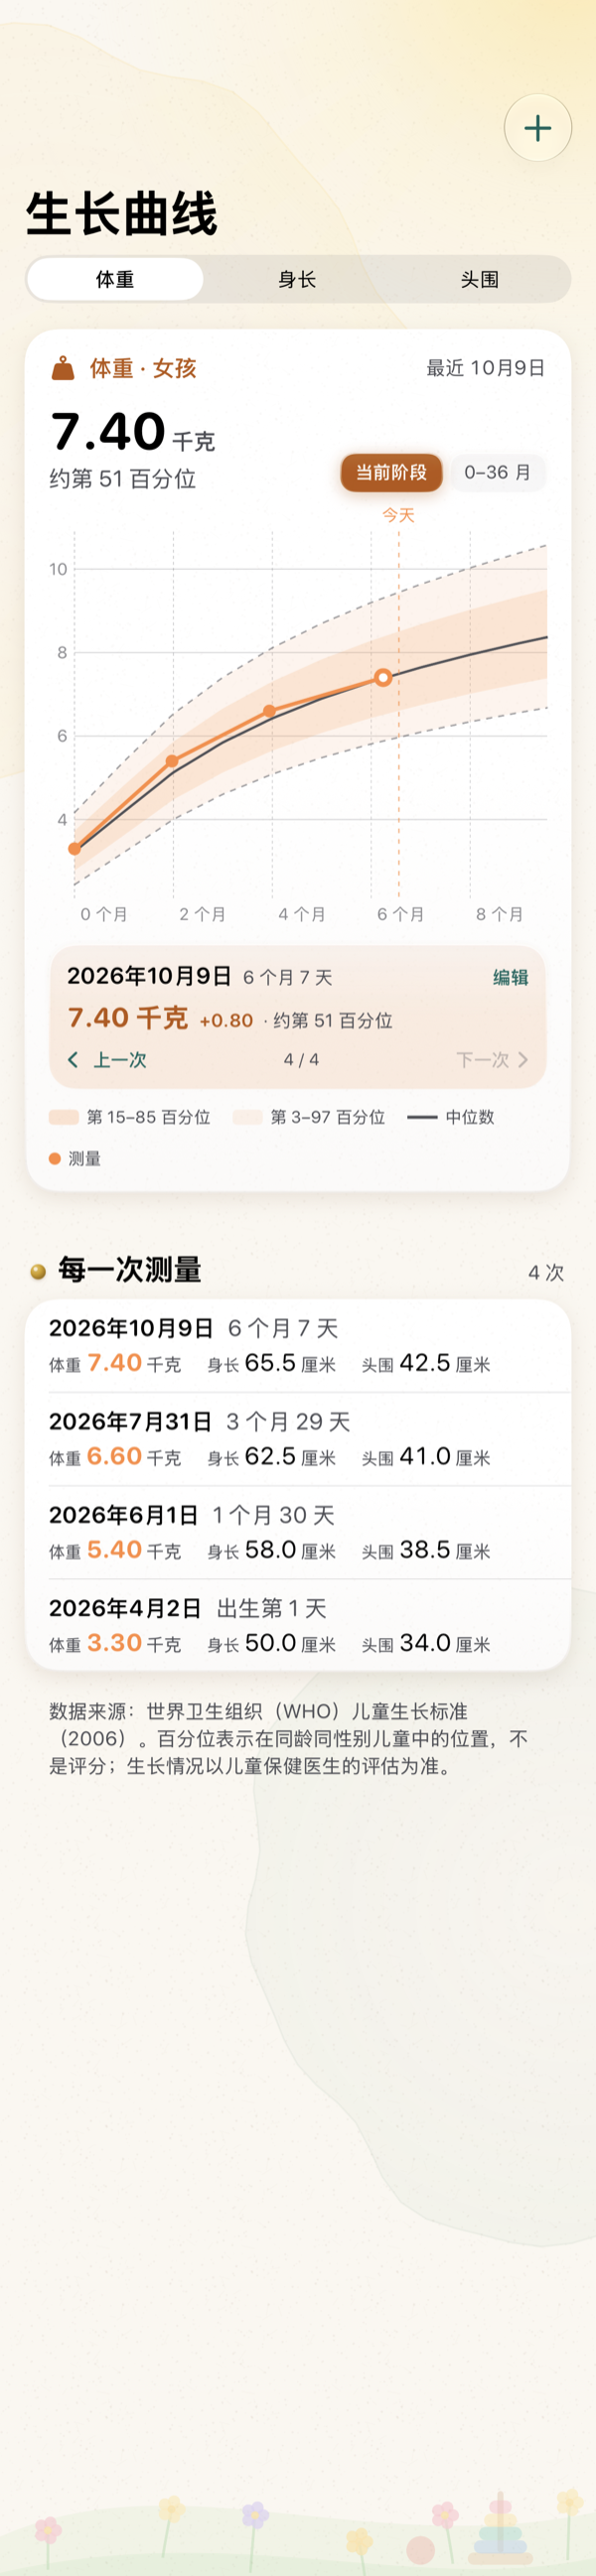 生长曲线
体重 身长 头围
体重 · 女孩 最近 10月9日
7.40 千克
约第 51 百分位 当前阶段 0–36 月
今天
10
8
6
4
0 个月 2 个月 4 个月 6 个月 8 个月
2026年10月9日 6 个月 7 天 编辑
7.40 千克 +0.80 · 约第 51 百分位
上一次 4 / 4 下一次
第 15–85 百分位 第 3–97 百分位 中位数
测量
每一次测量 4 次
2026年10月9日 6 个月 7 天
体重 7.40 千克 身长 65.5 厘米 头围 42.5 厘米
2026年7月31日 3 个月 29 天
体重 6.60 千克 身长 62.5 厘米 头围 41.0 厘米
2026年6月1日 1 个月 30 天
体重 5.40 千克 身长 58.0 厘米 头围 38.5 厘米
2026年4月2日 出生第 1 天
体重 3.30 千克 身长 50.0 厘米 头围 34.0 厘米
数据来源：世界卫生组织（WHO）儿童生长标准
（2006）。百分位表示在同龄同性别儿童中的位置，不
是评分；生长情况以儿童保健医生的评估为准。